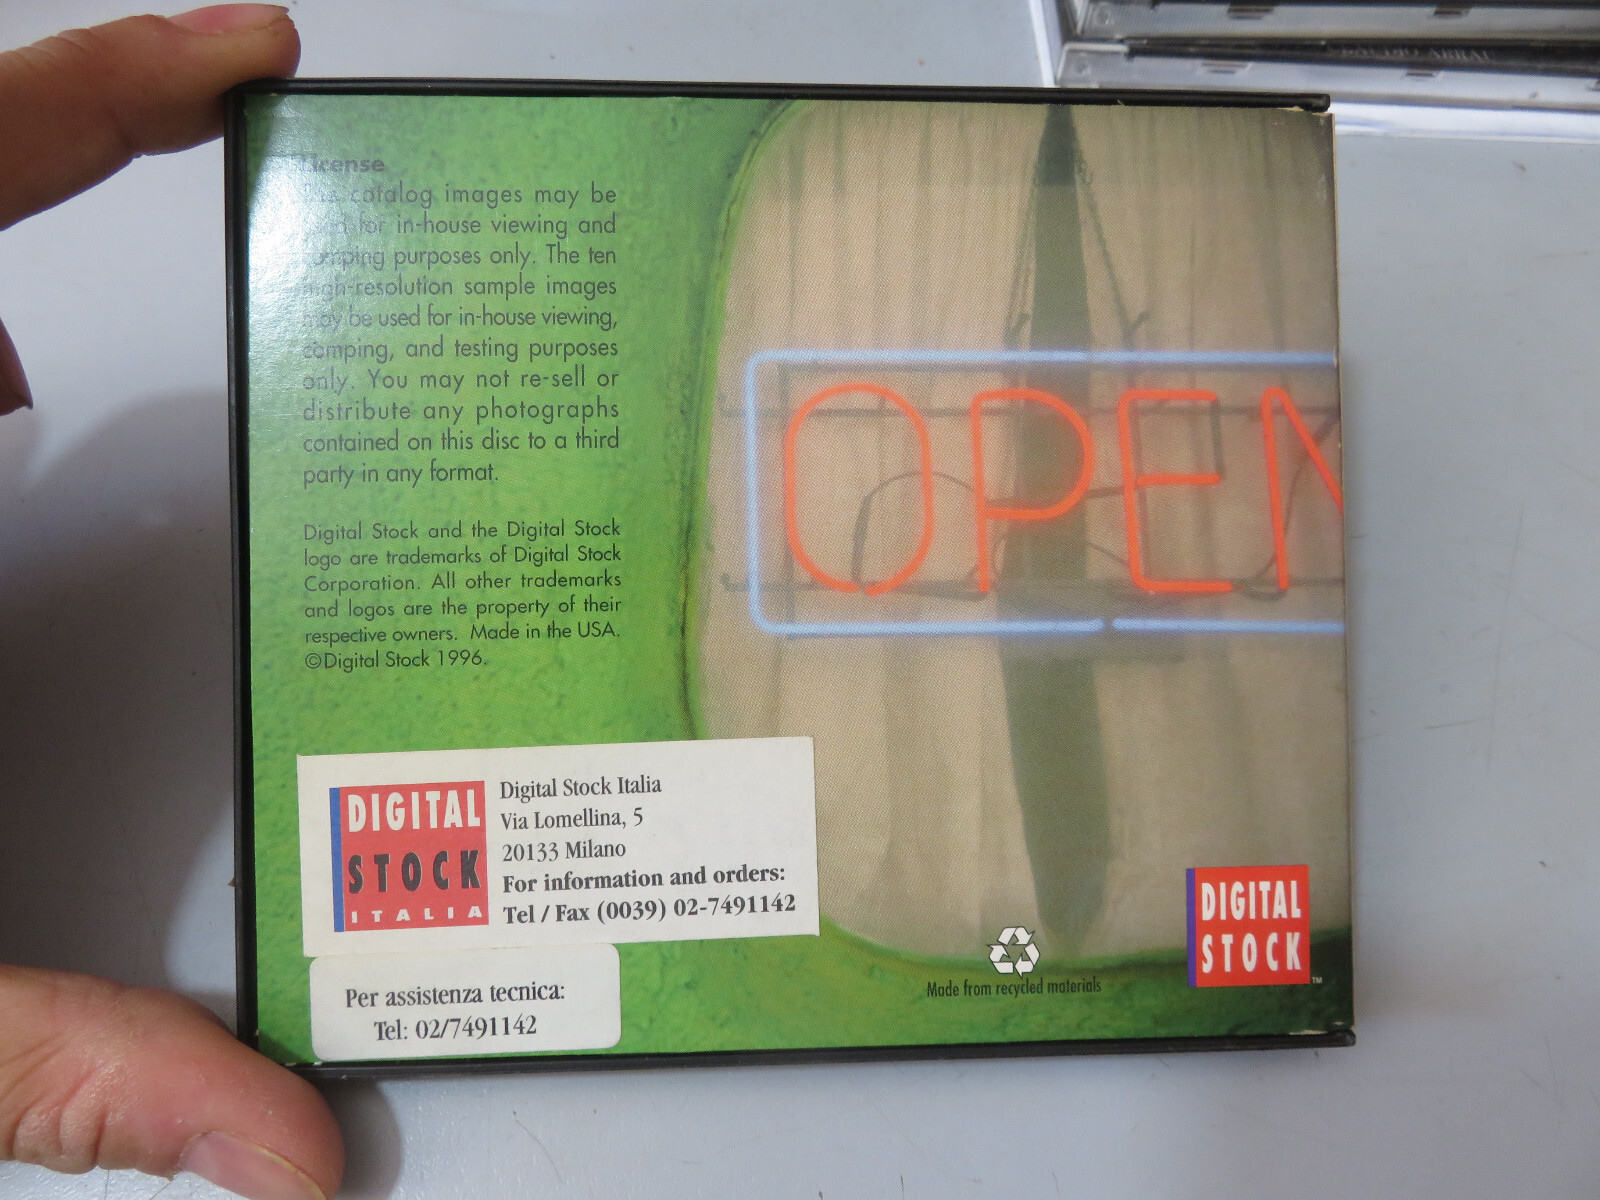 License
The catalog images may be
used for in-house viewing and
comping purposes only. The ten
high-resolution sample images
may be used for in-house viewing,
comping, and testing purposes
only. You may not re-sell or
distribute any photographs
contained on this disc to a third
party in any format.
Digital Stock and the Digital Stock
logo are trademarks of Digital Stock
Corporation. All other trademarks
and logos are the property of their
respective owners. Made in the USA.
©Digital Stock 1996.
OPEN
DIGITAL
STOCK
ITALIA
Digital Stock Italia
Via Lomellina, 5
20133 Milano
For information and orders:
Tel / Fax (0039) 02-7491142
Per assistenza tecnica:
Tel: 02/7491142
Made from recycled materials
DIGITAL
STOCK
TM